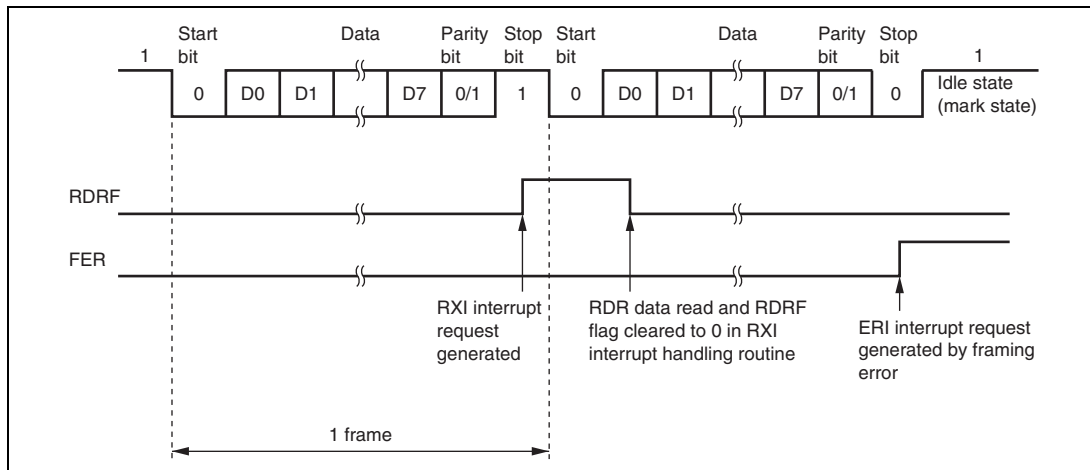 1
Start bit
Data
Parity bit
Stop bit
Start bit
Data
Parity bit
Stop bit
1
0 D0 D1 D7 0/1 1 0 D0 D1 D7 0/1 0
Idle state
(mark state)
RDRF
FER
RXI interrupt
request
generated
RDR data read and RDRF
flag cleared to 0 in RXI
interrupt handling routine
ERI interrupt request
generated by framing
error
1 frame